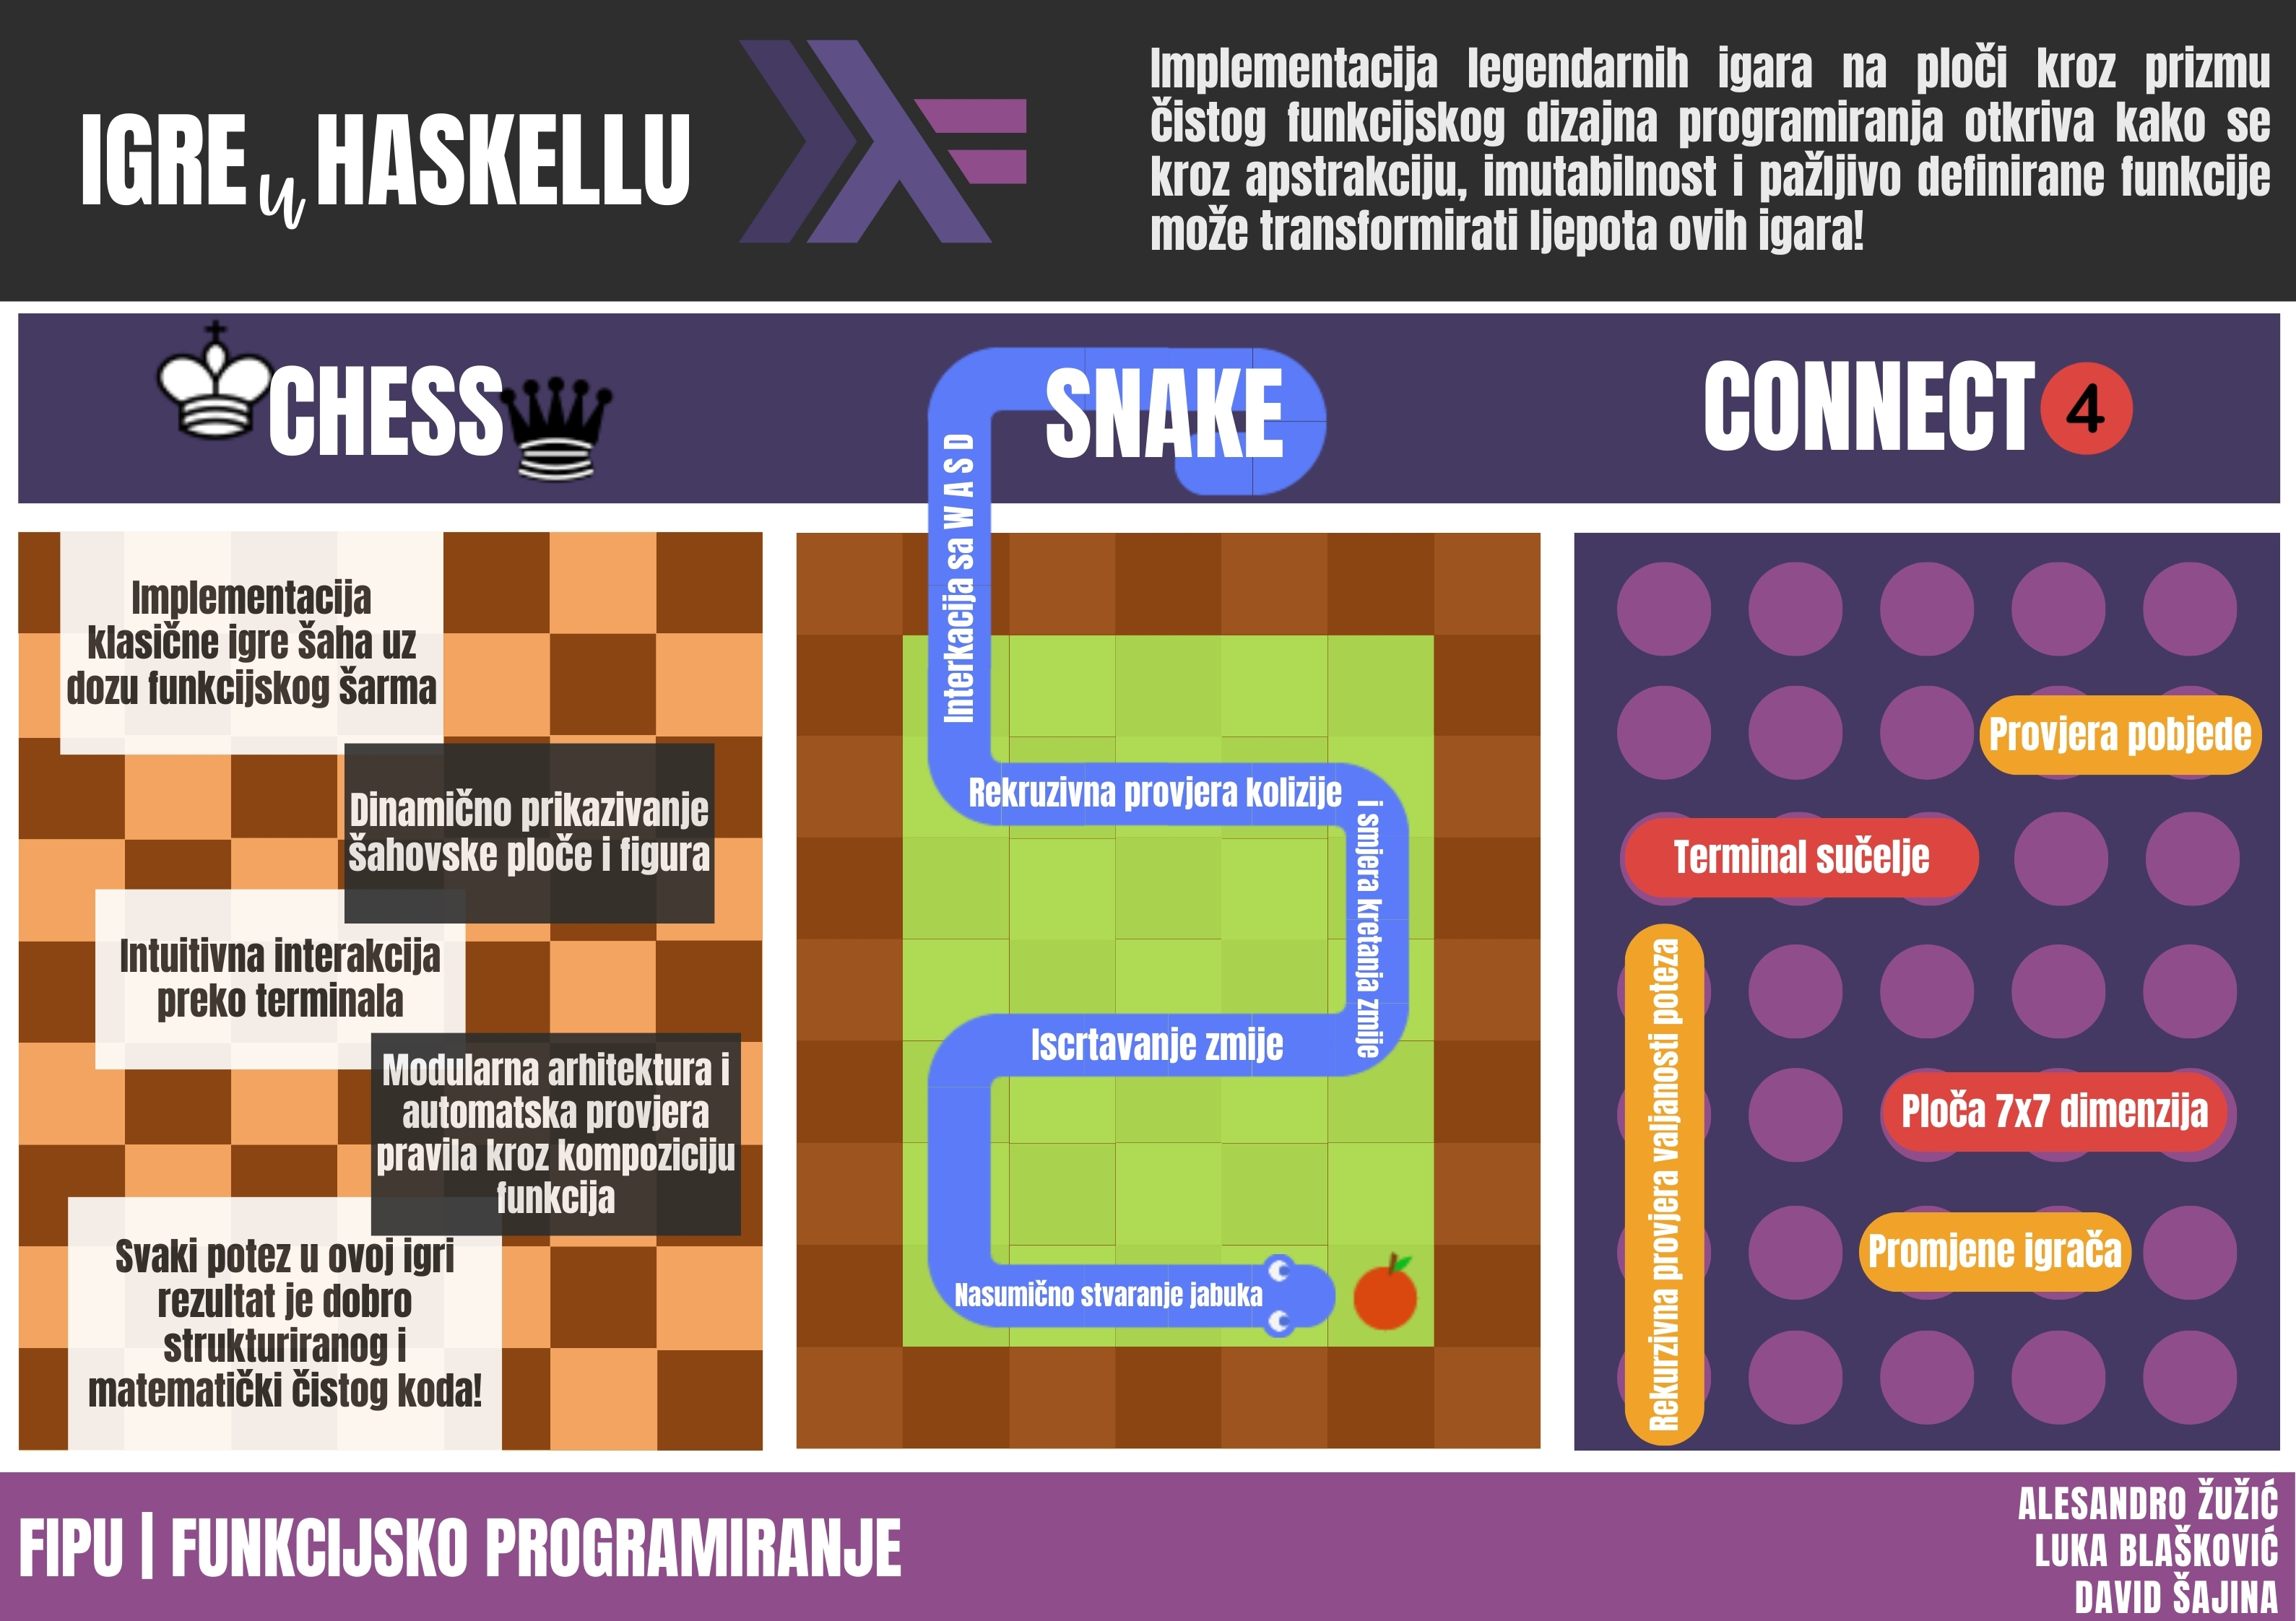 IGRE u HASKELLU
Implementacija legendarnih igara na ploči kroz prizmu
čistog funkcijskog dizajna programiranja otkriva kako se
kroz apstrakciju, imutabilnost i pažljivo definirane funkcije
može transformirati ljepota ovih igara!
CHESS
SNAKE
CONNECT 4
Implementacija
klasične igre šaha uz
dozu funkcijskog šarma
Dinamično prikazivanje
šahovske ploče i figura
Intuitivna interakcija
preko terminala
Modularna arhitektura i
automatska provjera
pravila kroz kompoziciju
funkcija
Svaki potez u ovoj igri
rezultat je dobro
strukturiranog i
matematički čistog koda!
Interkacija sa W A S D
Rekruzivna provjera kolizije
i smjera kretanja zmije
Iscrtavanje zmije
Nasumično stvaranje jabuka
Provjera pobjede
Terminal sučelje
Rekurzivna provjera valjanosti poteza
Ploča 7x7 dimenzija
Promjene igrača
FIPU | FUNKCIJSKO PROGRAMIRANJE
ALESANDRO ŽUŽIĆ
LUKA BLAŠKOVIĆ
DAVID ŠAJINA